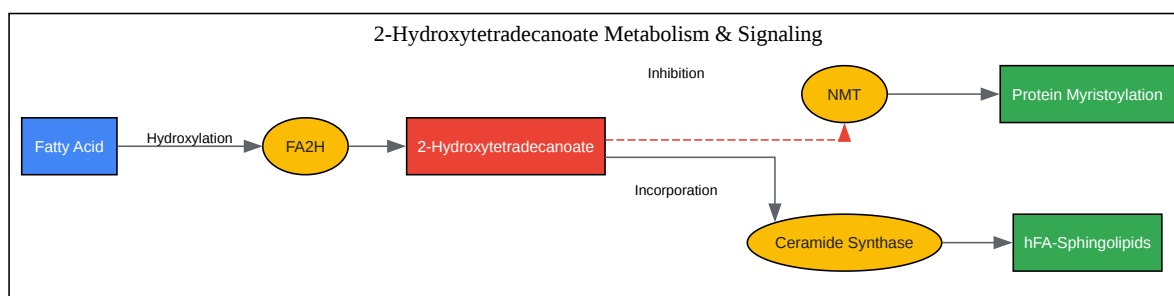 2-Hydroxytetradecanoate Metabolism & Signaling
Inhibition
NMT
Protein Myristoylation
Fatty Acid
Hydroxylation
FA2H
2-Hydroxytetradecanoate
Incorporation
Ceramide Synthase
hFA-Sphingolipids